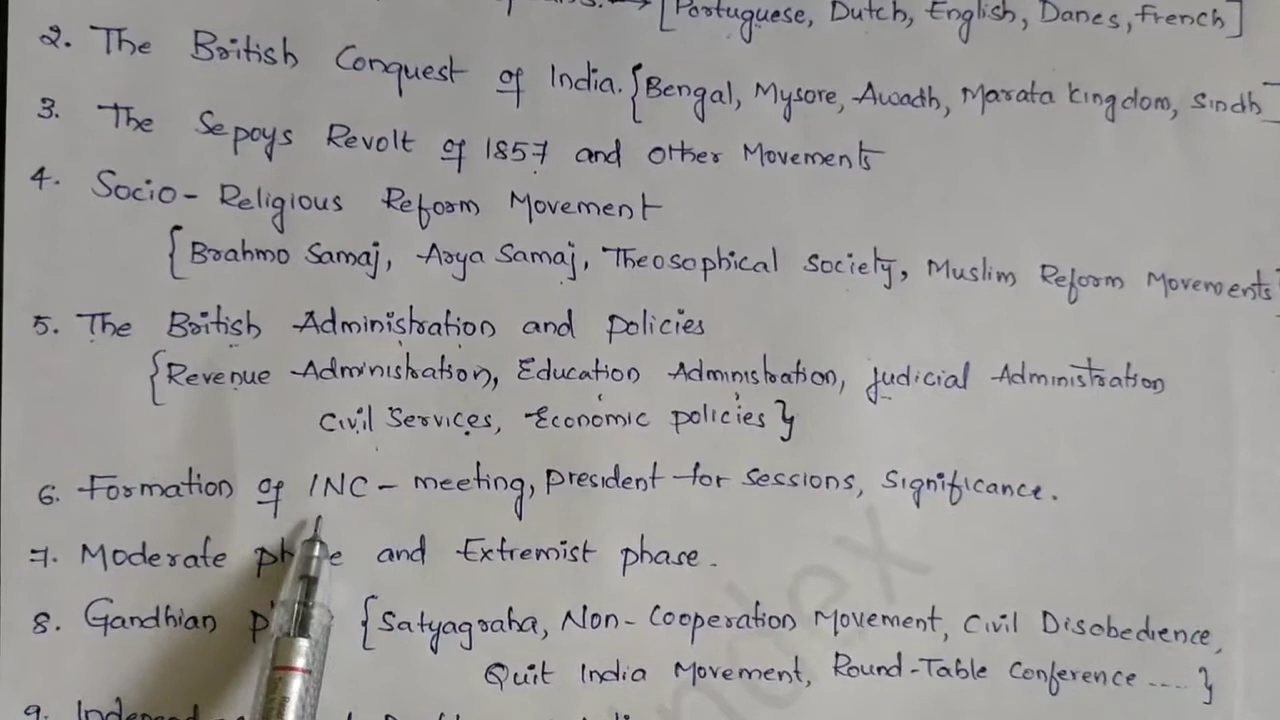 [Portuguese, Dutch, English, Danes, French]
2. The British Conquest of India. {Bengal, Mysore, Awadh, Marata kingdom, Sindh
3. The Sepoys Revolt of 1857 and other Movements
4. Socio-Religious Reform Movement
{Brahmo Samaj, Arya Samaj, Theosophical Society, Muslim Reform Movements
5. The British Administration and policies
{Revenue Administration, Education Administration, Judicial Administration
Civil Services, Economic policies}
6. Formation of INC - meeting, president for sessions, Significance.
7. Moderate phase and Extremist phase.
8. Gandhian {Satyagraha, Non-Cooperation Movement, Civil Disobedience,
Quit India Movement, Round-Table Conference .... }
9.